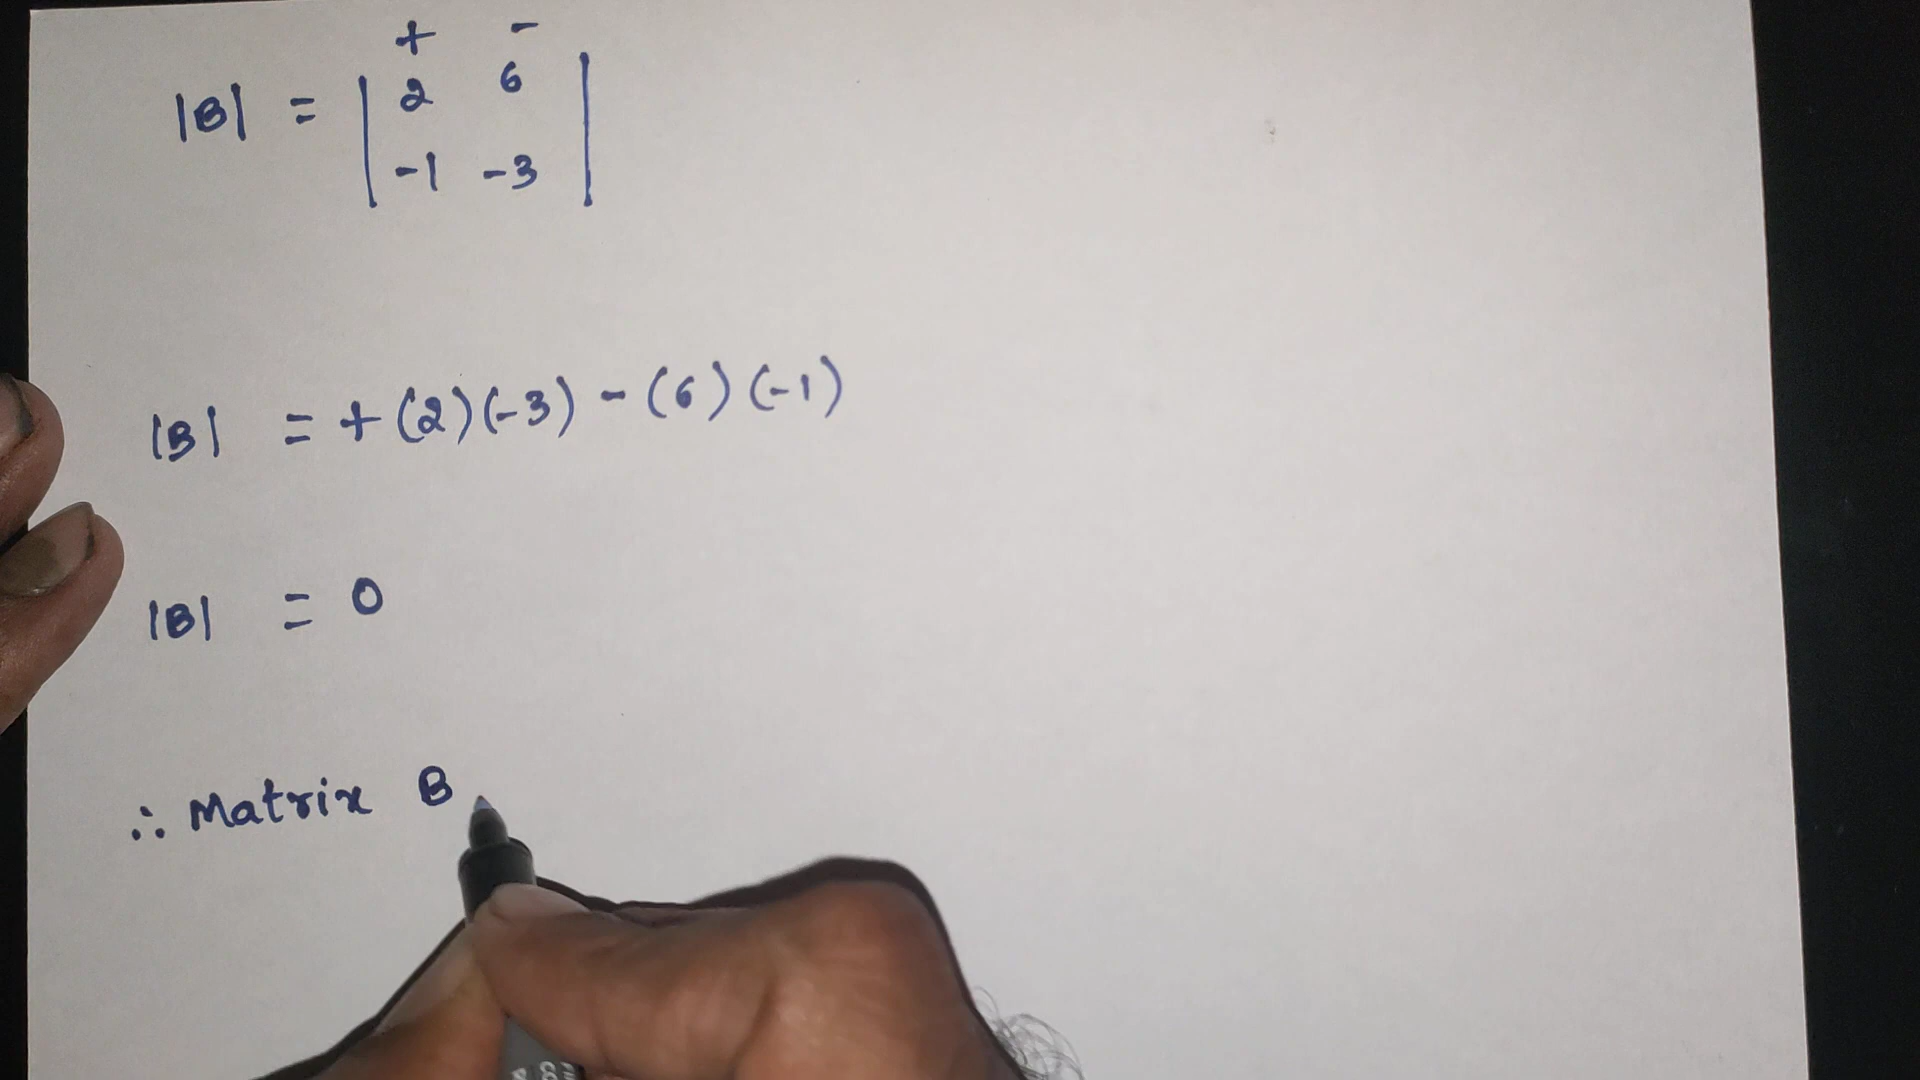 + -
|B| = | 2 6 |
| -1 -3 |
|B| = +(2)(-3) - (6)(-1)
|B| = 0
∴ Matrix B